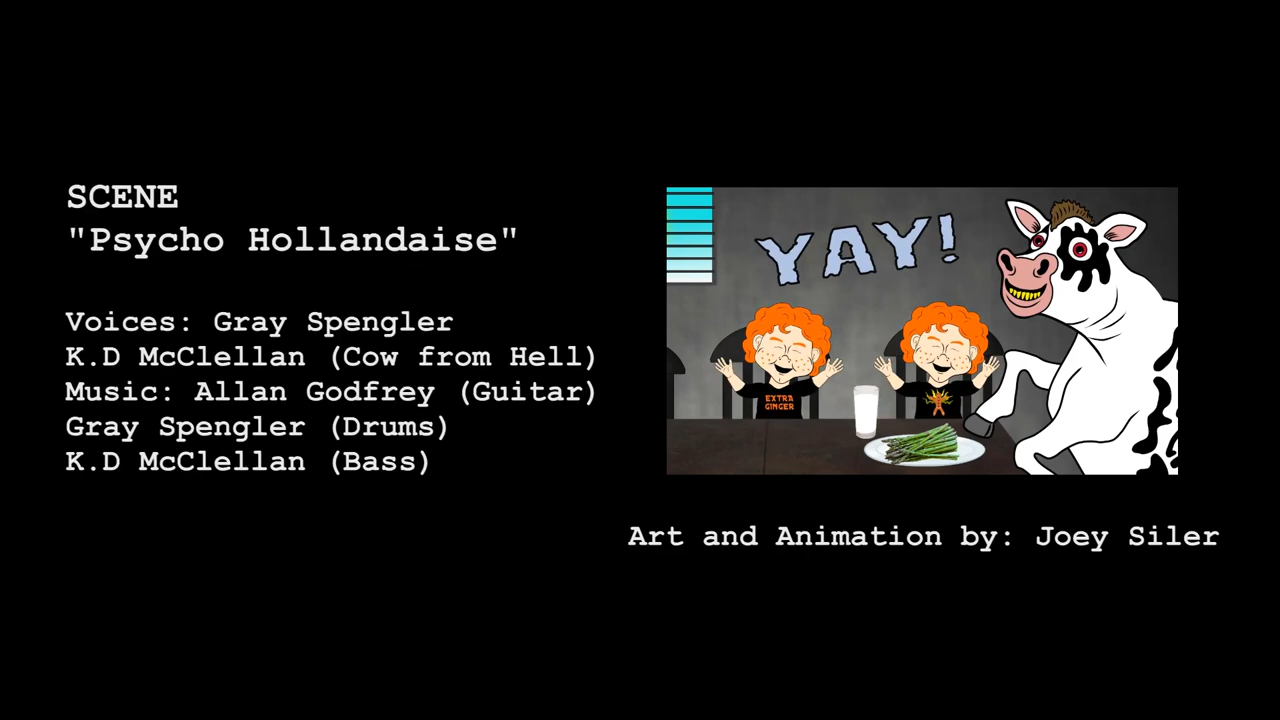 SCENE
"Psycho Hollandaise"
Voices: Gray Spengler
K.D McClellan (Cow from Hell)
Music: Allan Godfrey (Guitar)
Gray Spengler (Drums)
K.D McClellan (Bass)
YAY!
EXTRA
GINGER
Art and Animation by: Joey Siler